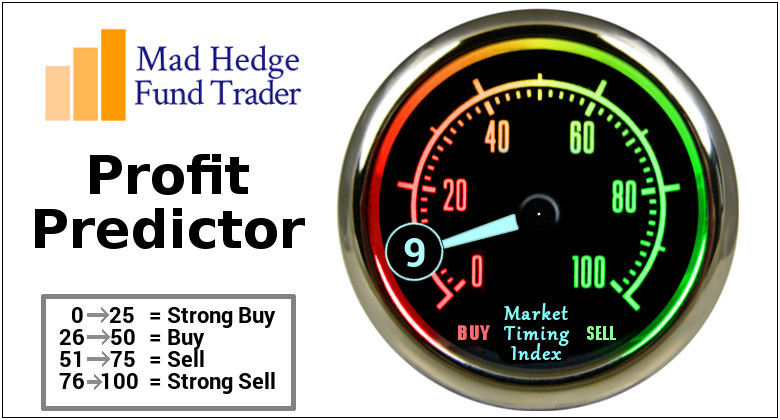 Mad Hedge
Fund Trader
Profit
Predictor
0→25 = Strong Buy
26→50 = Buy
51→75 = Sell
76→100 = Strong Sell
40
60
20
80
9
0
100
BUY
Market
Timing
Index
SELL